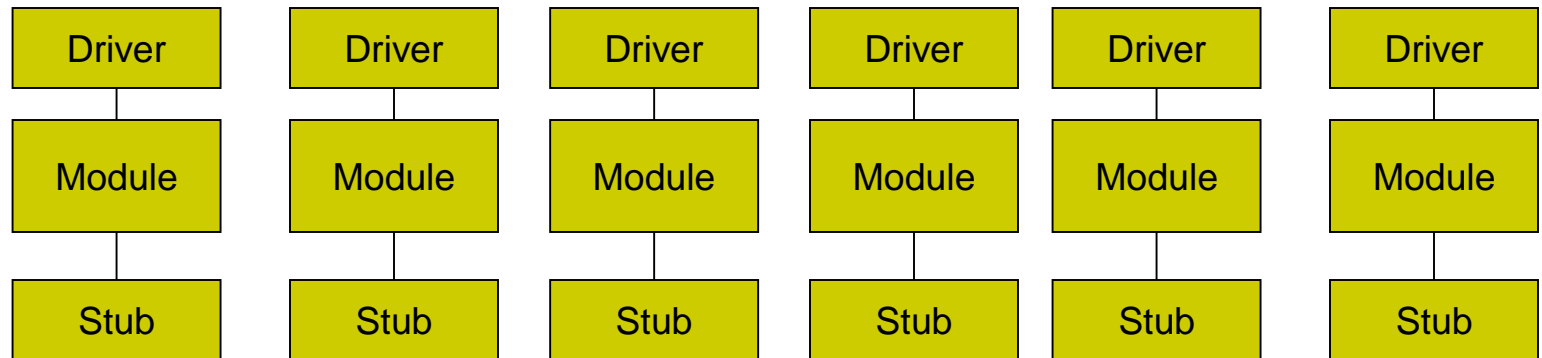 Driver Driver Driver Driver Driver Driver
Module Module Module Module Module Module
Stub Stub Stub Stub Stub Stub